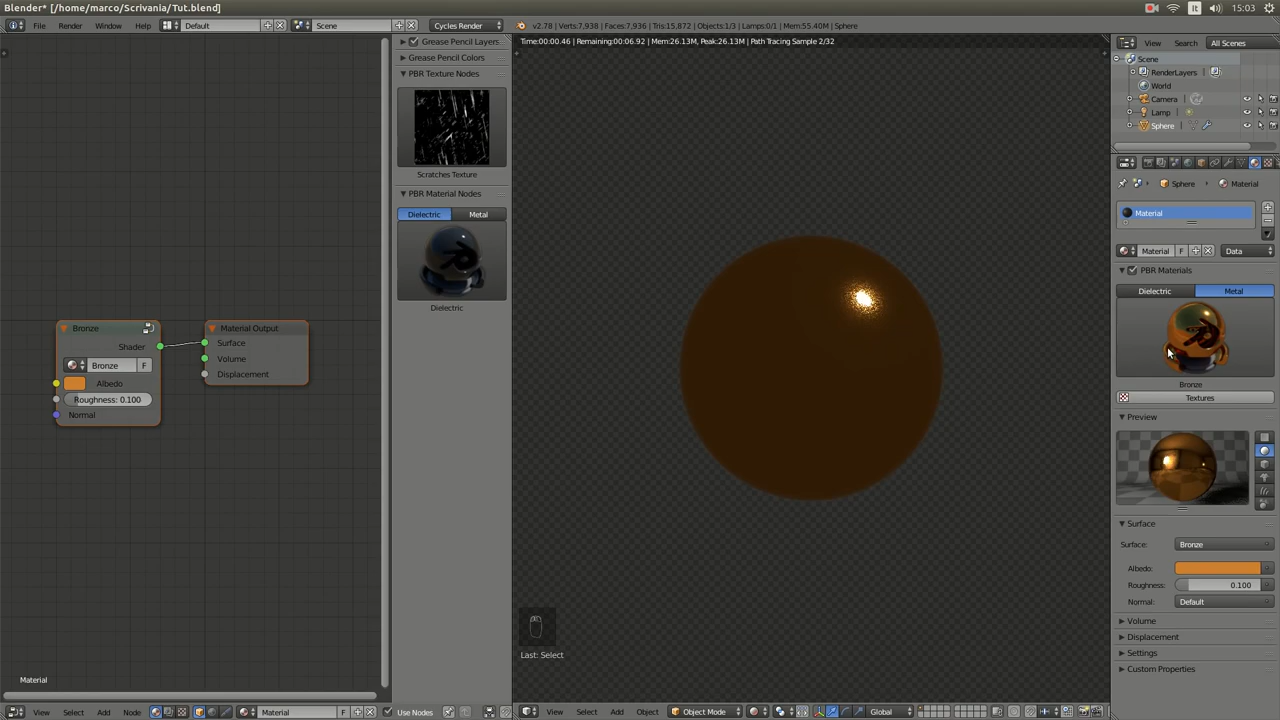 Blender* [/home/marco/Scrivania/Tut.blend]
It
15:03
File
Render
Window
Help
Default
Scene
Cycles Render
v2.78 | Verts:7,938 | Faces:7,936 | Tris:15,872 | Objects:1/3 | Lamps:0/1 | Mem:55.40M | Sphere
View
Search
All Scenes
Time:00:00.46 | Remaining:00:06.92 | Mem:26.13M, Peak:26.13M | Path Tracing Sample 2/32
Grease Pencil Layers
Grease Pencil Colors
PBR Texture Nodes
Scratches Texture
PBR Material Nodes
Dielectric
Metal
Dielectric
Scene
RenderLayers
World
Camera
Lamp
Sphere
Sphere
Material
Material
Material
F
Data
PBR Materials
Dielectric
Metal
Bronze
Textures
Preview
Surface
Surface:
Bronze
Albedo:
Roughness:
0.100
Normal:
Default
Volume
Displacement
Settings
Custom Properties
Bronze
Shader
Bronze
F
Albedo
Roughness: 0.100
Normal
Material Output
Surface
Volume
Displacement
Last: Select
Material
View
Select
Add
Node
Material
F
Use Nodes
View
Select
Add
Object
Object Mode
Global